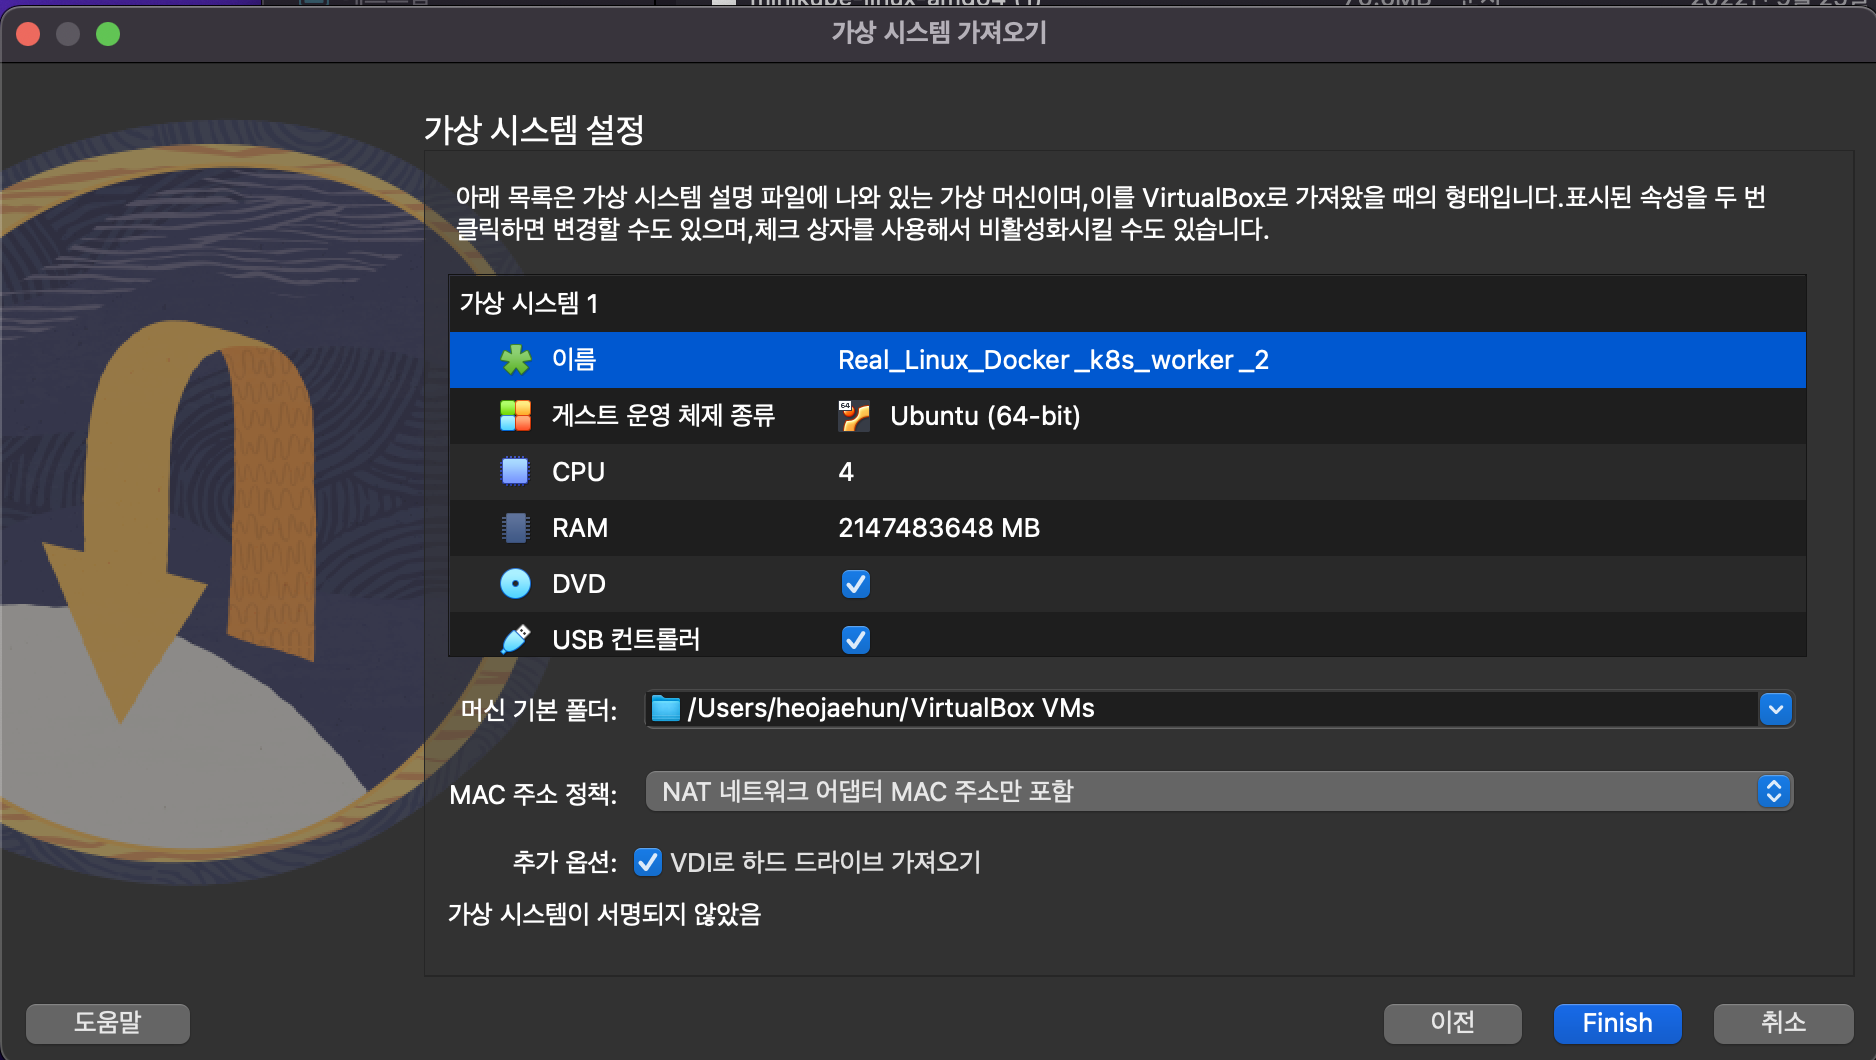 가상 시스템 가져오기
가상 시스템 설정
아래 목록은 가상 시스템 설명 파일에 나와 있는 가상 머신이며,이를 VirtualBox로 가져왔을 때의 형태입니다.표시된 속성을 두 번
클릭하면 변경할 수도 있으며,체크 상자를 사용해서 비활성화시킬 수도 있습니다.
가상 시스템 1
이름 Real_Linux_Docker_k8s_worker_2
게스트 운영 체제 종류 64 Ubuntu (64-bit)
CPU 4
RAM 2147483648 MB
DVD
USB 컨트롤러
머신 기본 폴더: /Users/heojaehun/VirtualBox VMs
MAC 주소 정책: NAT 네트워크 어댑터 MAC 주소만 포함
추가 옵션: VDI로 하드 드라이브 가져오기
가상 시스템이 서명되지 않았음
도움말 이전 Finish 취소